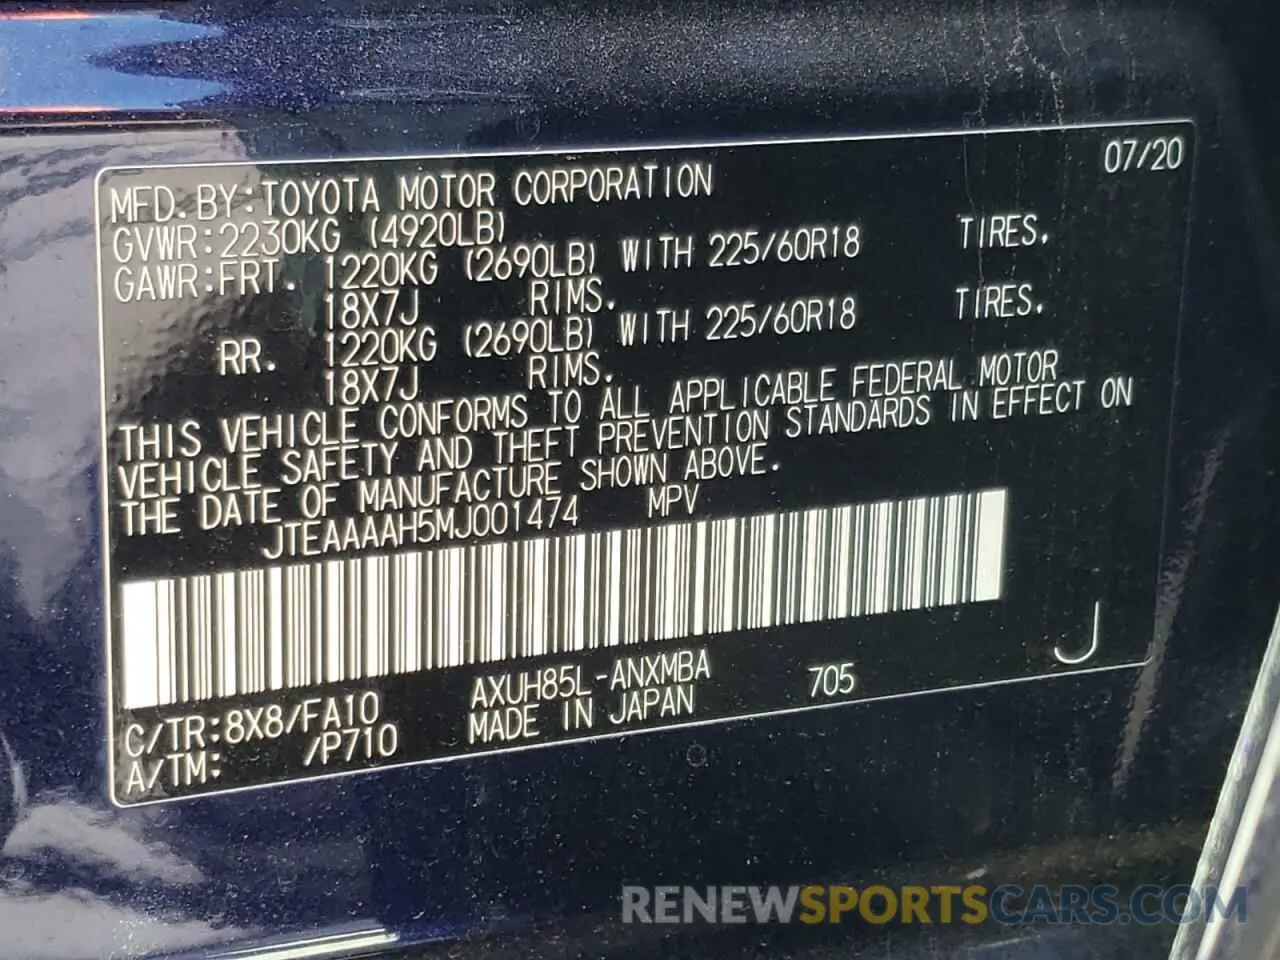 07/20
MFD.BY:TOYOTA MOTOR CORPORATION
GVWR:2230KG (4920LB)
GAWR:FRT. 1220KG (2690LB) WITH 225/60R18 TIRES,
18X7J RIMS.
RR. 1220KG (2690LB) WITH 225/60R18 TIRES,
18X7J RIMS.
THIS VEHICLE CONFORMS TO ALL APPLICABLE FEDERAL MOTOR
VEHICLE SAFETY AND THEFT PREVENTION STANDARDS IN EFFECT ON
THE DATE OF MANUFACTURE SHOWN ABOVE.
JTEAAAAH5MJ001474 MPV
C/TR:8X8/FA10 AXUH85L-ANXMBA 705 J
A/TM: /P710 MADE IN JAPAN
RENEWSPORTSCARS.COM